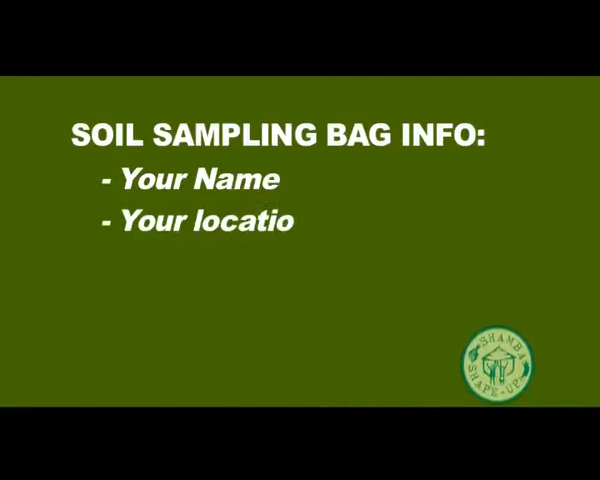 SOIL SAMPLING BAG INFO:
- Your Name
- Your locatio
SHAMBA
SHAPE-UP